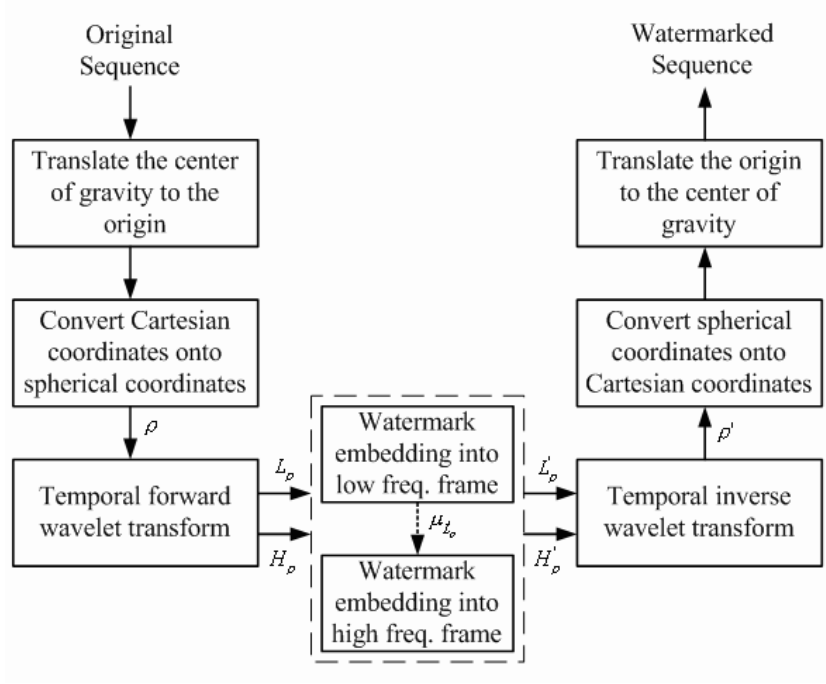 Original
Sequence
Translate the center
of gravity to the
origin
Convert Cartesian
coordinates onto
spherical coordinates
ρ
Temporal forward
wavelet transform
L_ρ
H_ρ
Watermark
embedding into
low freq. frame
μ_{L_ρ}
Watermark
embedding into
high freq. frame
L'_ρ
H'_ρ
Temporal inverse
wavelet transform
ρ'
Convert spherical
coordinates onto
Cartesian coordinates
Translate the origin
to the center of
gravity
Watermarked
Sequence